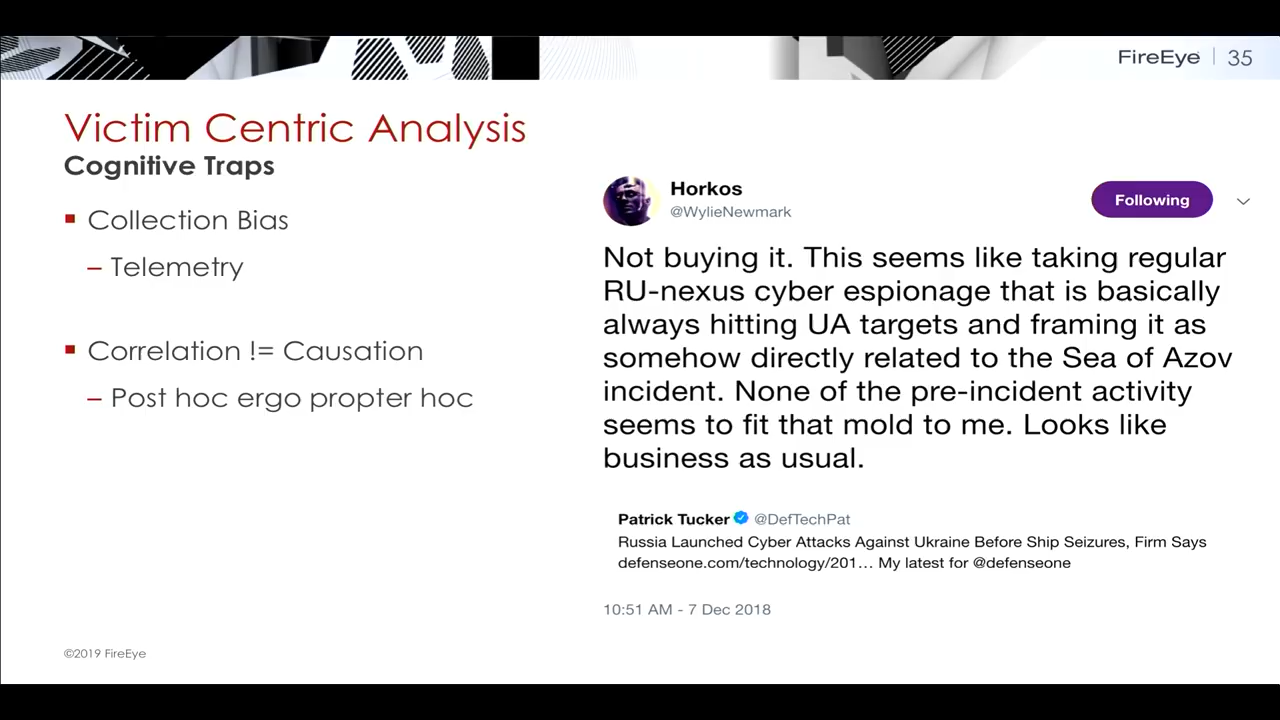 FireEye | 35
Victim Centric Analysis
Cognitive Traps
Collection Bias
– Telemetry
Correlation != Causation
– Post hoc ergo propter hoc
Horkos
@WylieNewmark
Following
Not buying it. This seems like taking regular
RU-nexus cyber espionage that is basically
always hitting UA targets and framing it as
somehow directly related to the Sea of Azov
incident. None of the pre-incident activity
seems to fit that mold to me. Looks like
business as usual.
Patrick Tucker @DefTechPat
Russia Launched Cyber Attacks Against Ukraine Before Ship Seizures, Firm Says
defenseone.com/technology/201… My latest for @defenseone
10:51 AM - 7 Dec 2018
©2019 FireEye